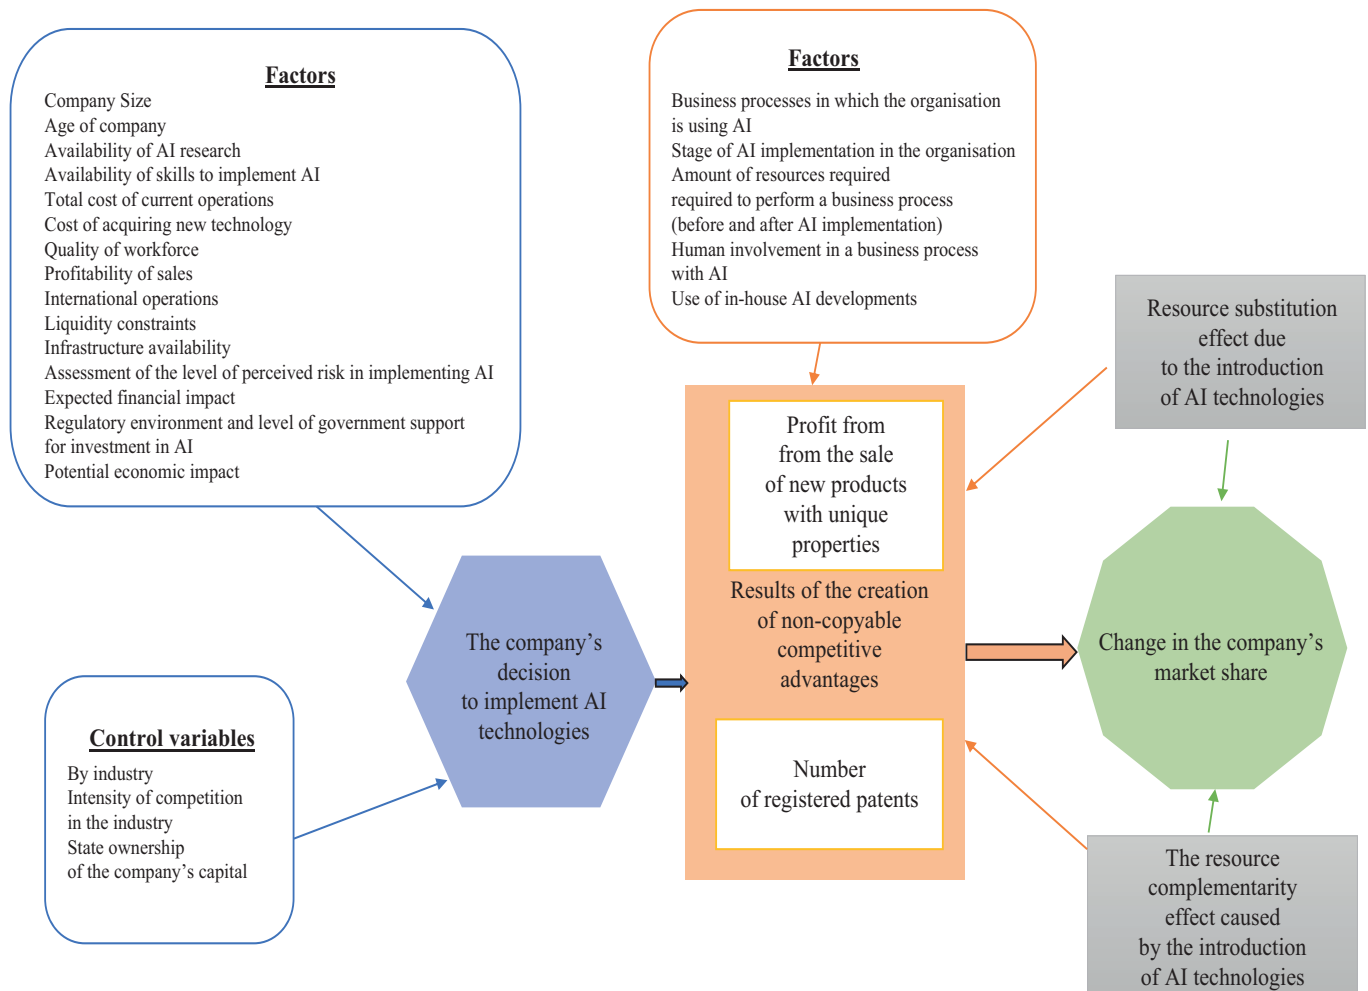 Factors
Company Size
Age of company
Availability of AI research
Availability of skills to implement AI
Total cost of current operations
Cost of acquiring new technology
Quality of workforce
Profitability of sales
International operations
Liquidity constraints
Infrastructure availability
Assessment of the level of perceived risk in implementing AI
Expected financial impact
Regulatory environment and level of government support
for investment in AI
Potential economic impact
Factors
Business processes in which the organisation
is using AI
Stage of AI implementation in the organisation
Amount of resources required
required to perform a business process
(before and after AI implementation)
Human involvement in a business process
with AI
Use of in-house AI developments
Resource substitution
effect due
to the introduction
of AI technologies
Profit from
from the sale
of new products
with unique
properties
Results of the creation
of non-copyable
competitive
advantages
Number
of registered patents
The company’s
decision
to implement AI
technologies
Change in the company’s
market share
Control variables
By industry
Intensity of competition
in the industry
State ownership
of the company’s capital
The resource
complementarity
effect caused
by the introduction
of AI technologies